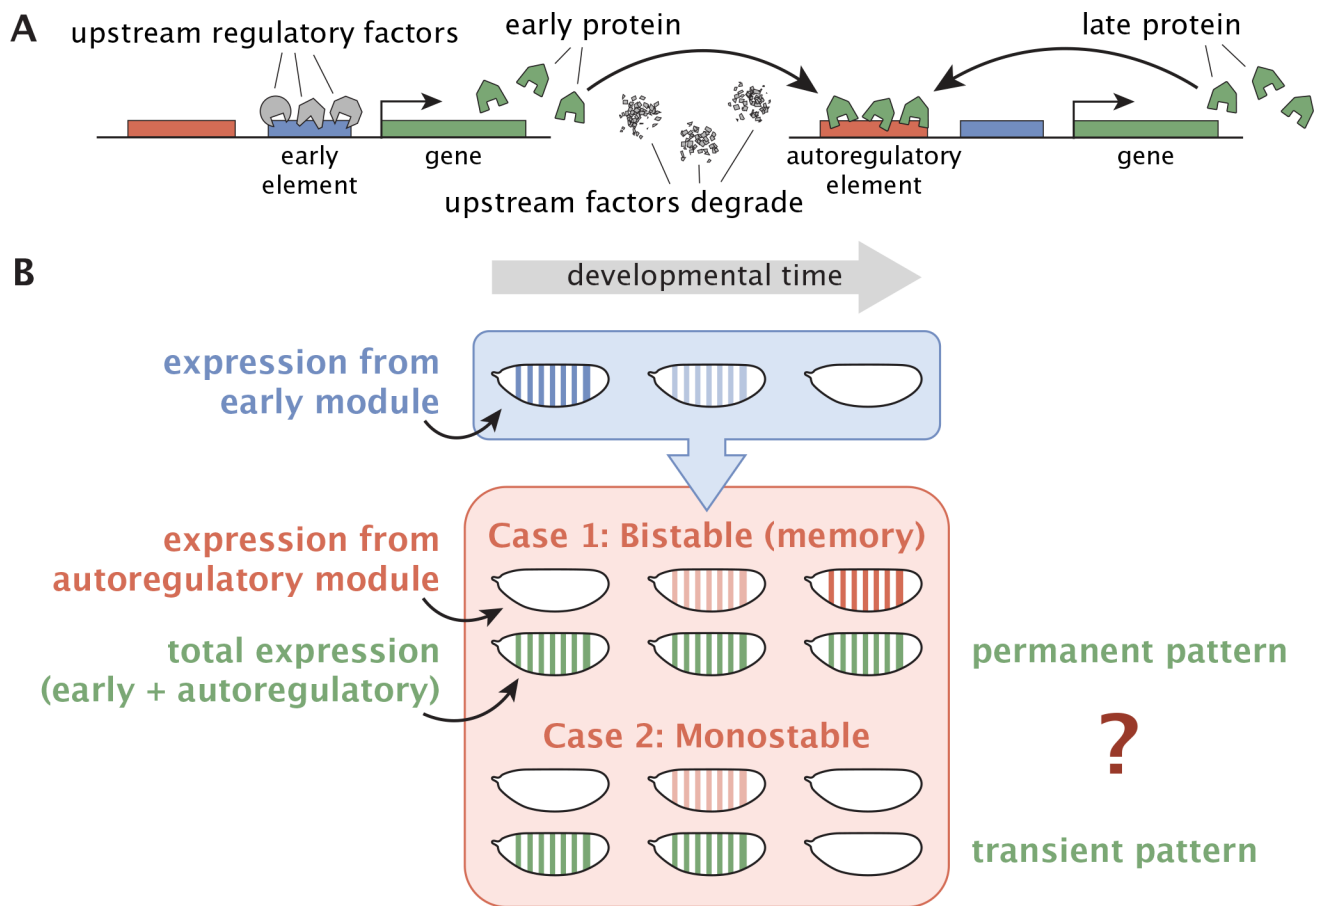 A
upstream regulatory factors
early protein
late protein
early
element
gene
autoregulatory
element
gene
upstream factors degrade
B
developmental time
expression from
early module
Case 1: Bistable (memory)
expression from
autoregulatory module
total expression
(early + autoregulatory)
permanent pattern
Case 2: Monostable
?
transient pattern